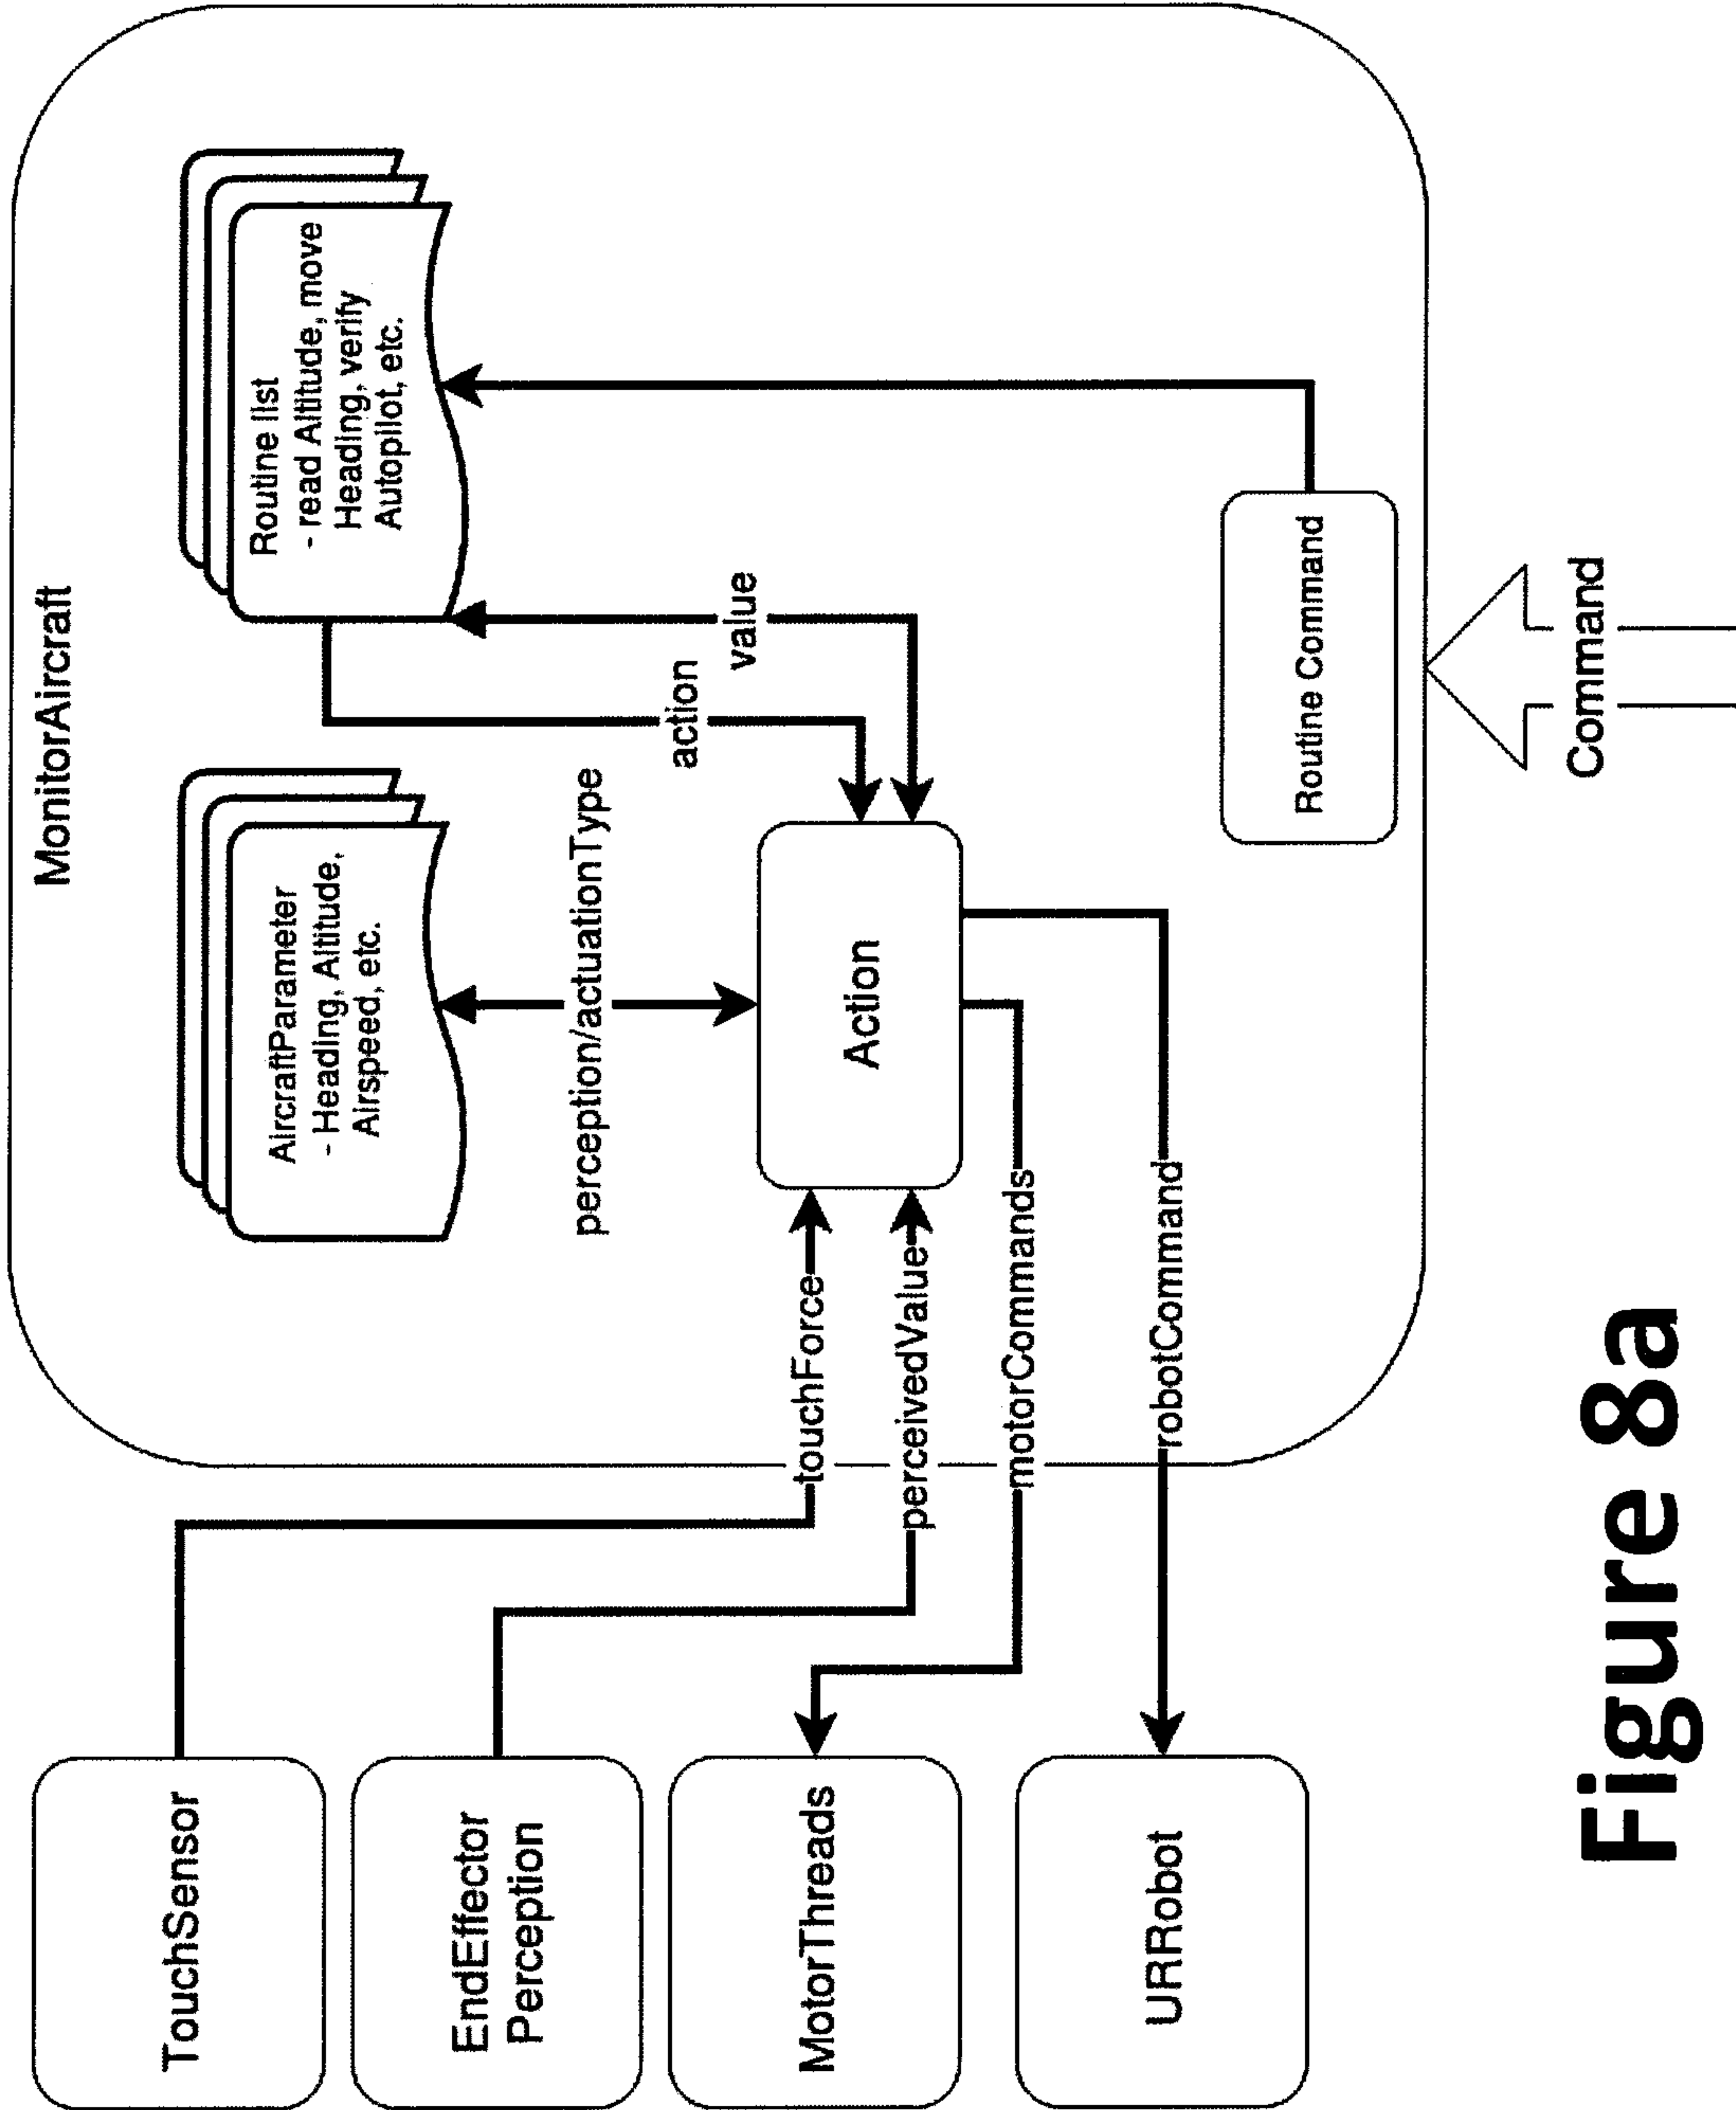 MonitorAircraft
TouchSensor
EndEffector
Perception
MotorThreads
URRobot
AircraftParameter
- Heading, Altitude,
Airspeed, etc.
Routine list
- read Altitude, move
Heading, verify
Autopilot, etc.
perception/actuationType
action
value
touchForce
perceivedValue
motorCommands
robotCommand
Action
Routine Command
Command
Figure 8a